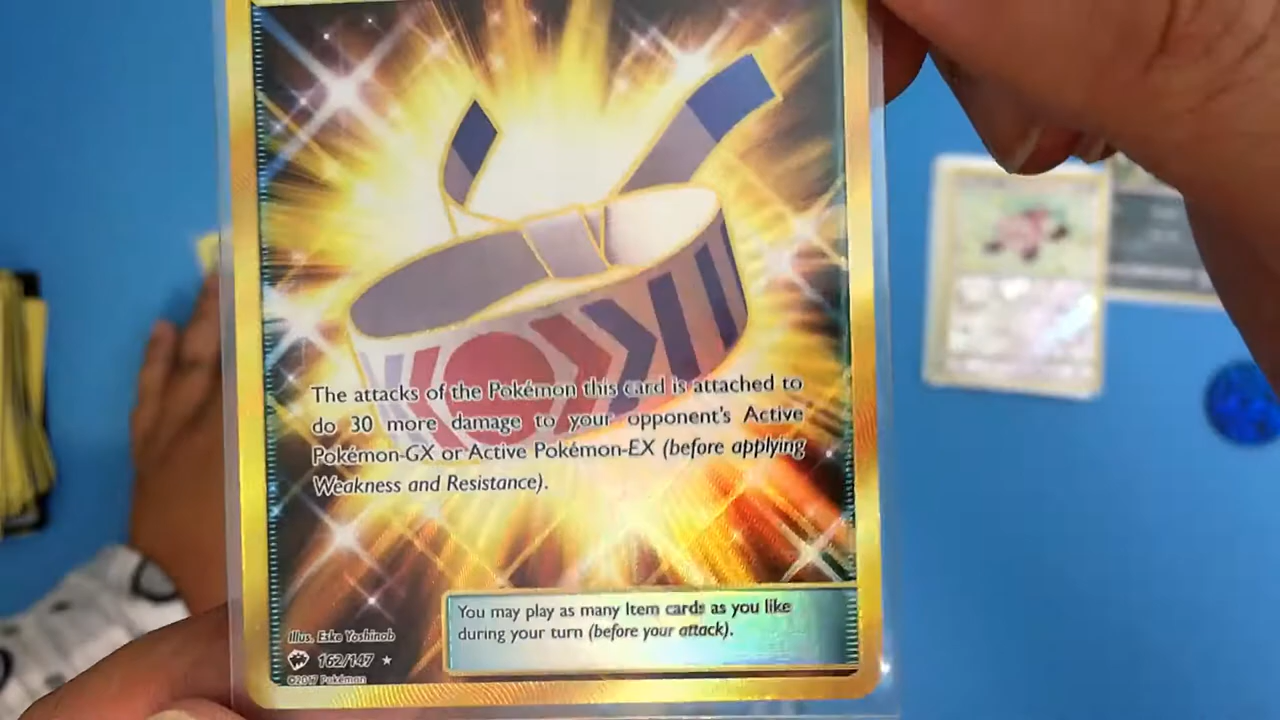 The attacks of the Pokémon this card is attached to
do 30 more damage to your opponent's Active
Pokémon-GX or Active Pokémon-EX (before applying
Weakness and Resistance).
You may play as many Item cards as you like
during your turn (before your attack).
Illus. Eske Yoshinob
162/147
©2017 Pokémon